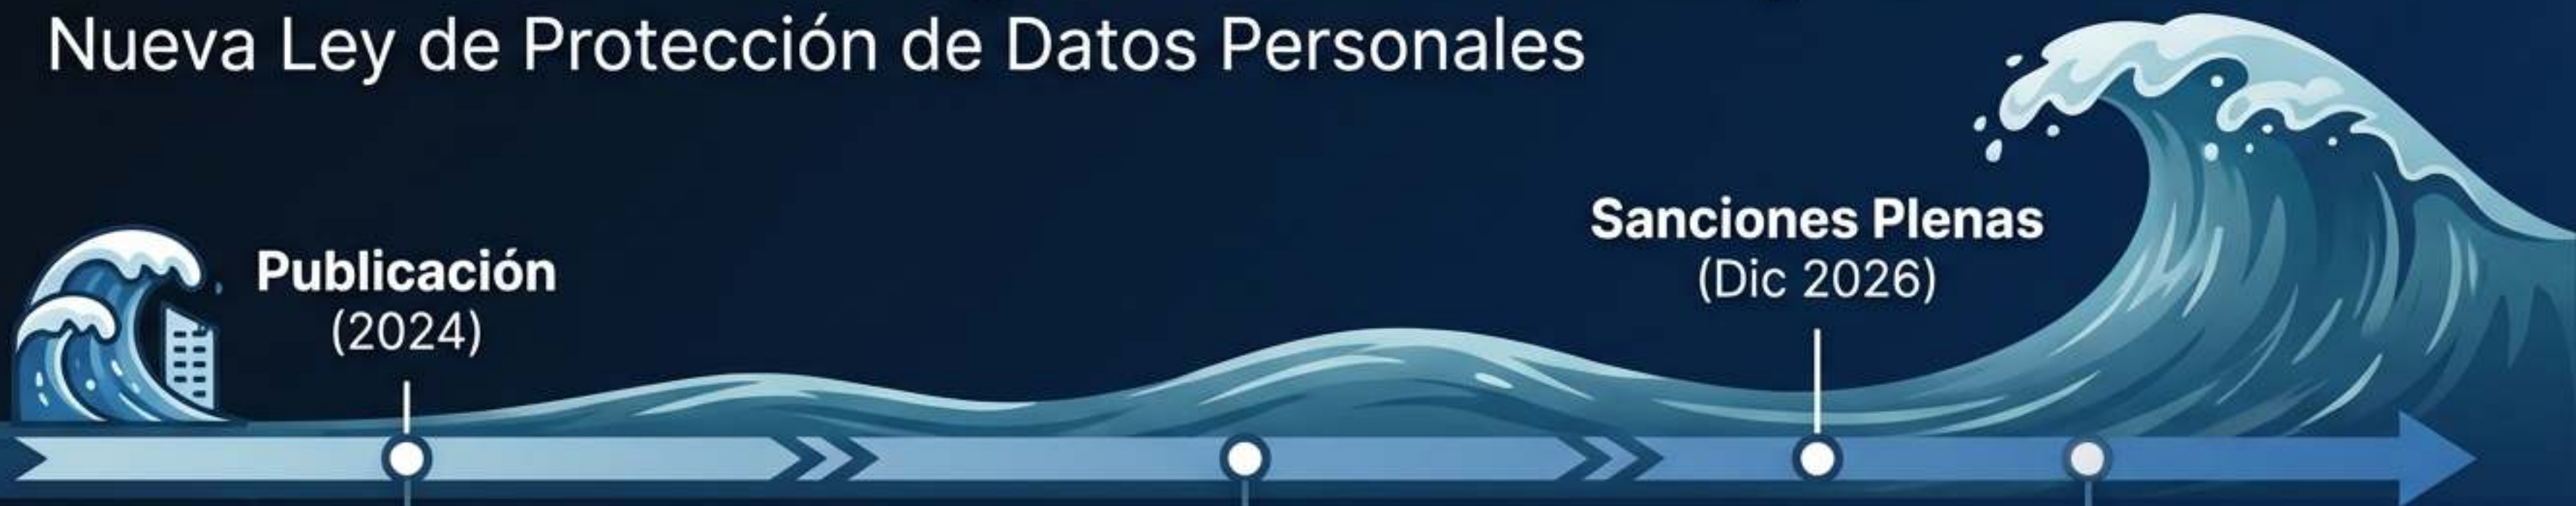 Nueva Ley de Protección de Datos Personales
Publicación
(2024)
Sanciones Plenas
(Dic 2026)